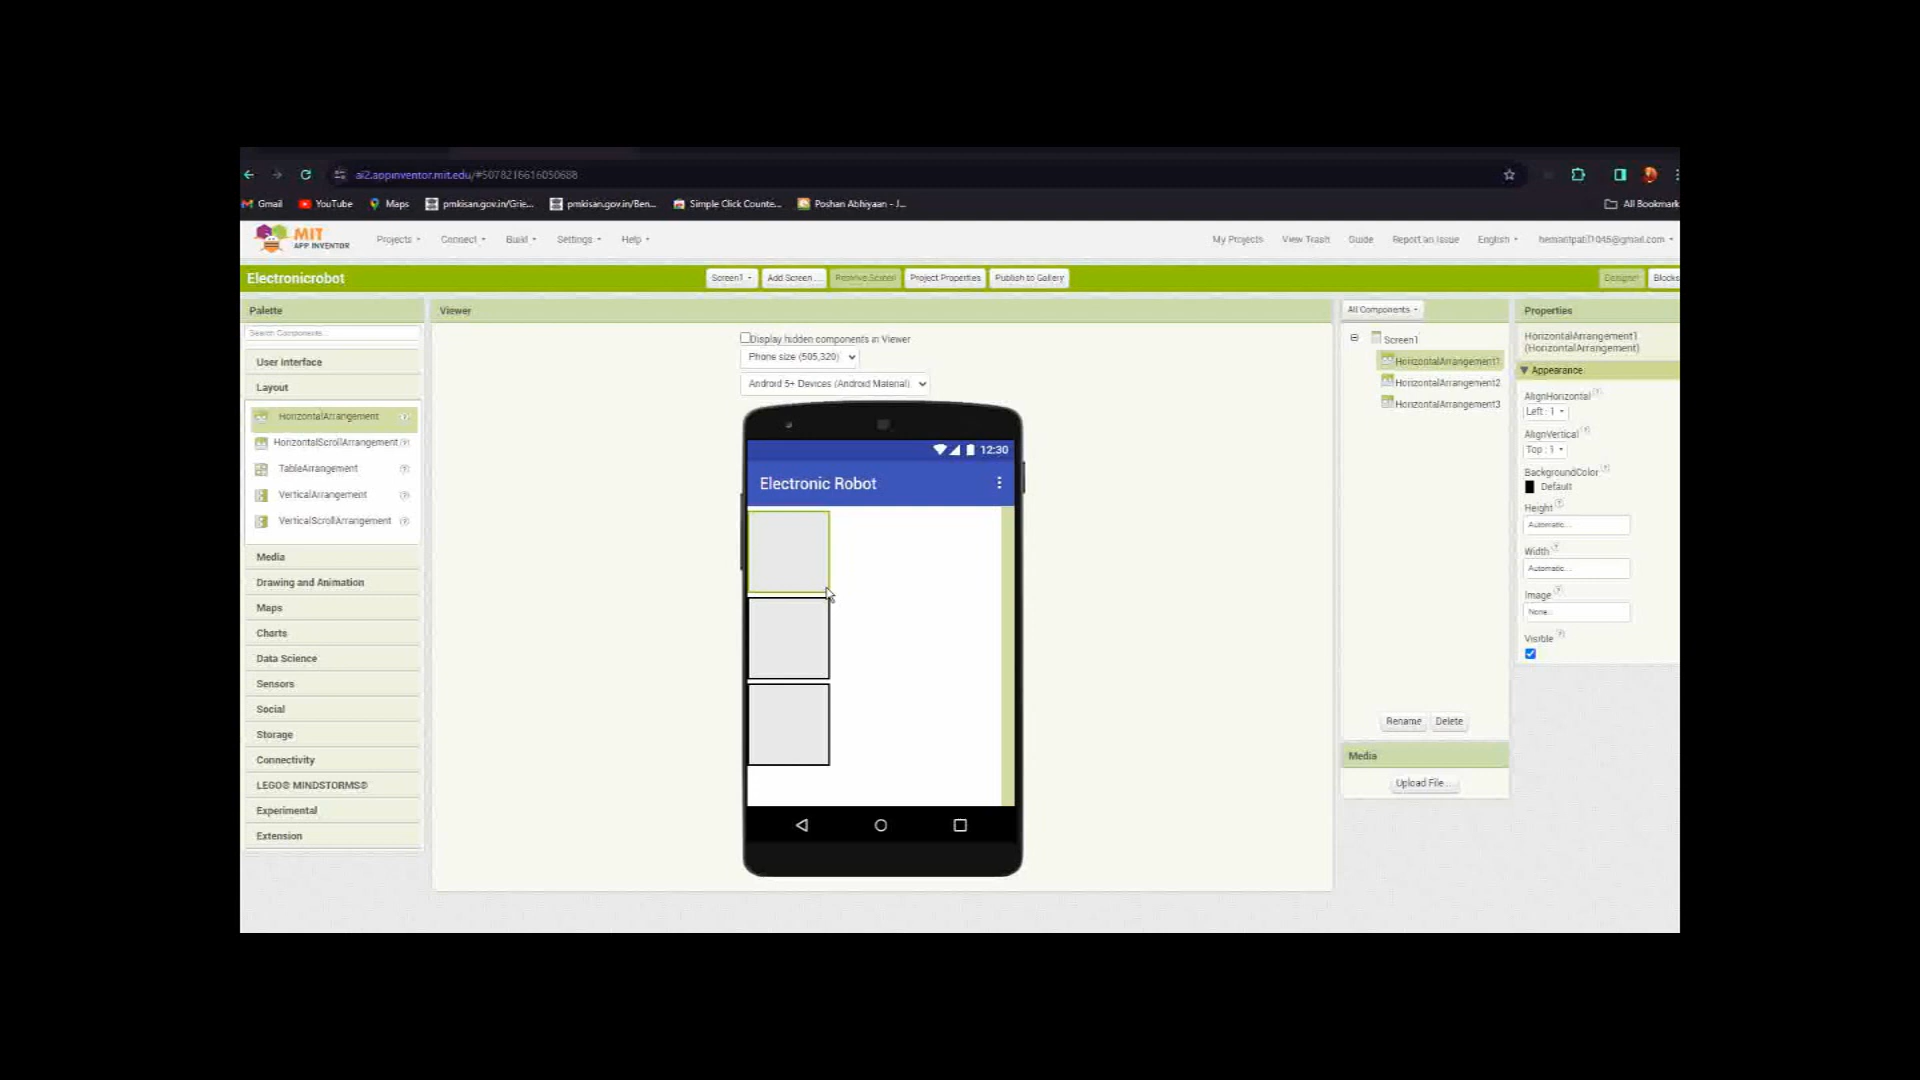 ai2.appinventor.mit.edu/#5078216616050688
Gmail YouTube Maps pmkisan.gov.in/Grie... pmkisan.gov.in/Ben... Simple Click Counte... Poshan Abhiyaan - J... All Bookmark
MIT
APP INVENTOR
Projects Connect Build Settings Help My Projects View Trash Guide Report an Issue English
Electronicrobot Screen1 Add Screen ... Project Properties Publish to Gallery Designer Blocks
Palette
Search Components...
User Interface
Layout
HorizontalArrangement
HorizontalScrollArrangement
TableArrangement
VerticalArrangement
VerticalScrollArrangement
Media
Drawing and Animation
Maps
Charts
Data Science
Sensors
Social
Storage
Connectivity
LEGO® MINDSTORMS®
Experimental
Extension
Viewer
Display hidden components in Viewer
Phone size (505,320)
Android 5+ Devices (Android Material)
12:30
Electronic Robot
All Components
Screen1
HorizontalArrangement1
HorizontalArrangement2
HorizontalArrangement3
Rename Delete
Media
Upload File ...
Properties
HorizontalArrangement1
(HorizontalArrangement)
Appearance
AlignHorizontal
Left : 1
AlignVertical
Top : 1
BackgroundColor
Default
Height
Automatic...
Width
Automatic...
Image
None...
Visible